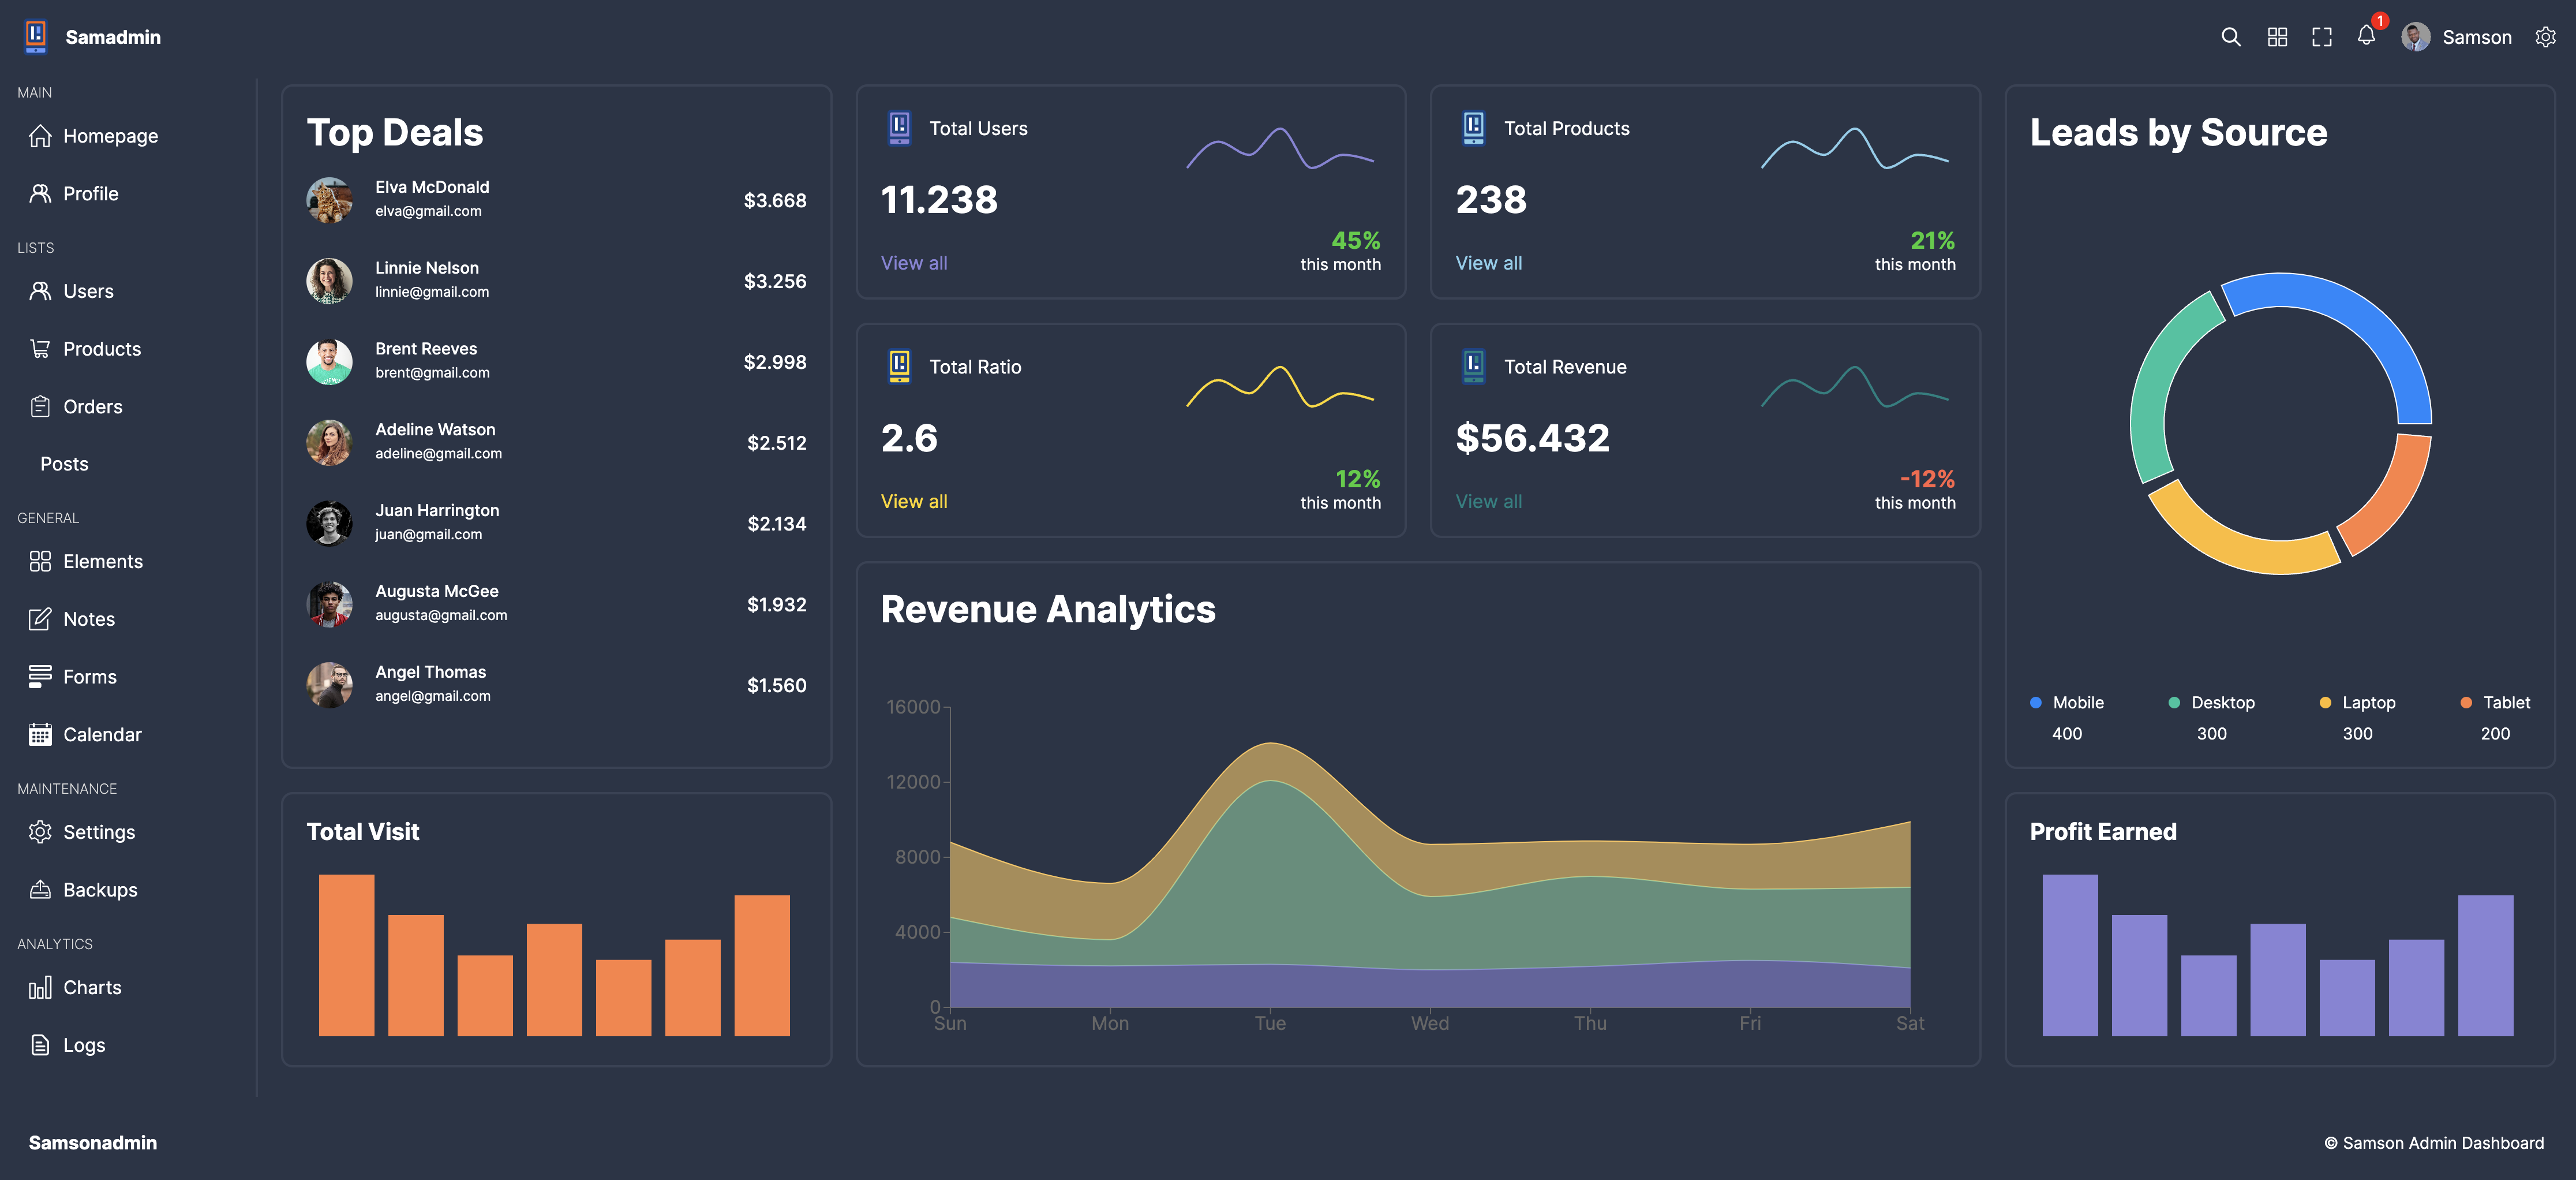 Samadmin
1
Samson
MAIN
Homepage
Profile
LISTS
Users
Products
Orders
Posts
GENERAL
Elements
Notes
Forms
Calendar
MAINTENANCE
Settings
Backups
ANALYTICS
Charts
Logs
Top Deals
Elva McDonald
elva@gmail.com
$3.668
Linnie Nelson
linnie@gmail.com
$3.256
Brent Reeves
brent@gmail.com
$2.998
Adeline Watson
adeline@gmail.com
$2.512
Juan Harrington
juan@gmail.com
$2.134
Augusta McGee
augusta@gmail.com
$1.932
Angel Thomas
angel@gmail.com
$1.560
Total Visit
Total Users
11.238
View all
45%
this month
Total Products
238
View all
21%
this month
Total Ratio
2.6
View all
12%
this month
Total Revenue
$56.432
View all
-12%
this month
Revenue Analytics
16000
12000
8000
4000
0
Sun Mon Tue Wed Thu Fri Sat
Leads by Source
Mobile Desktop Laptop Tablet
400 300 300 200
Profit Earned
Samsonadmin
© Samson Admin Dashboard